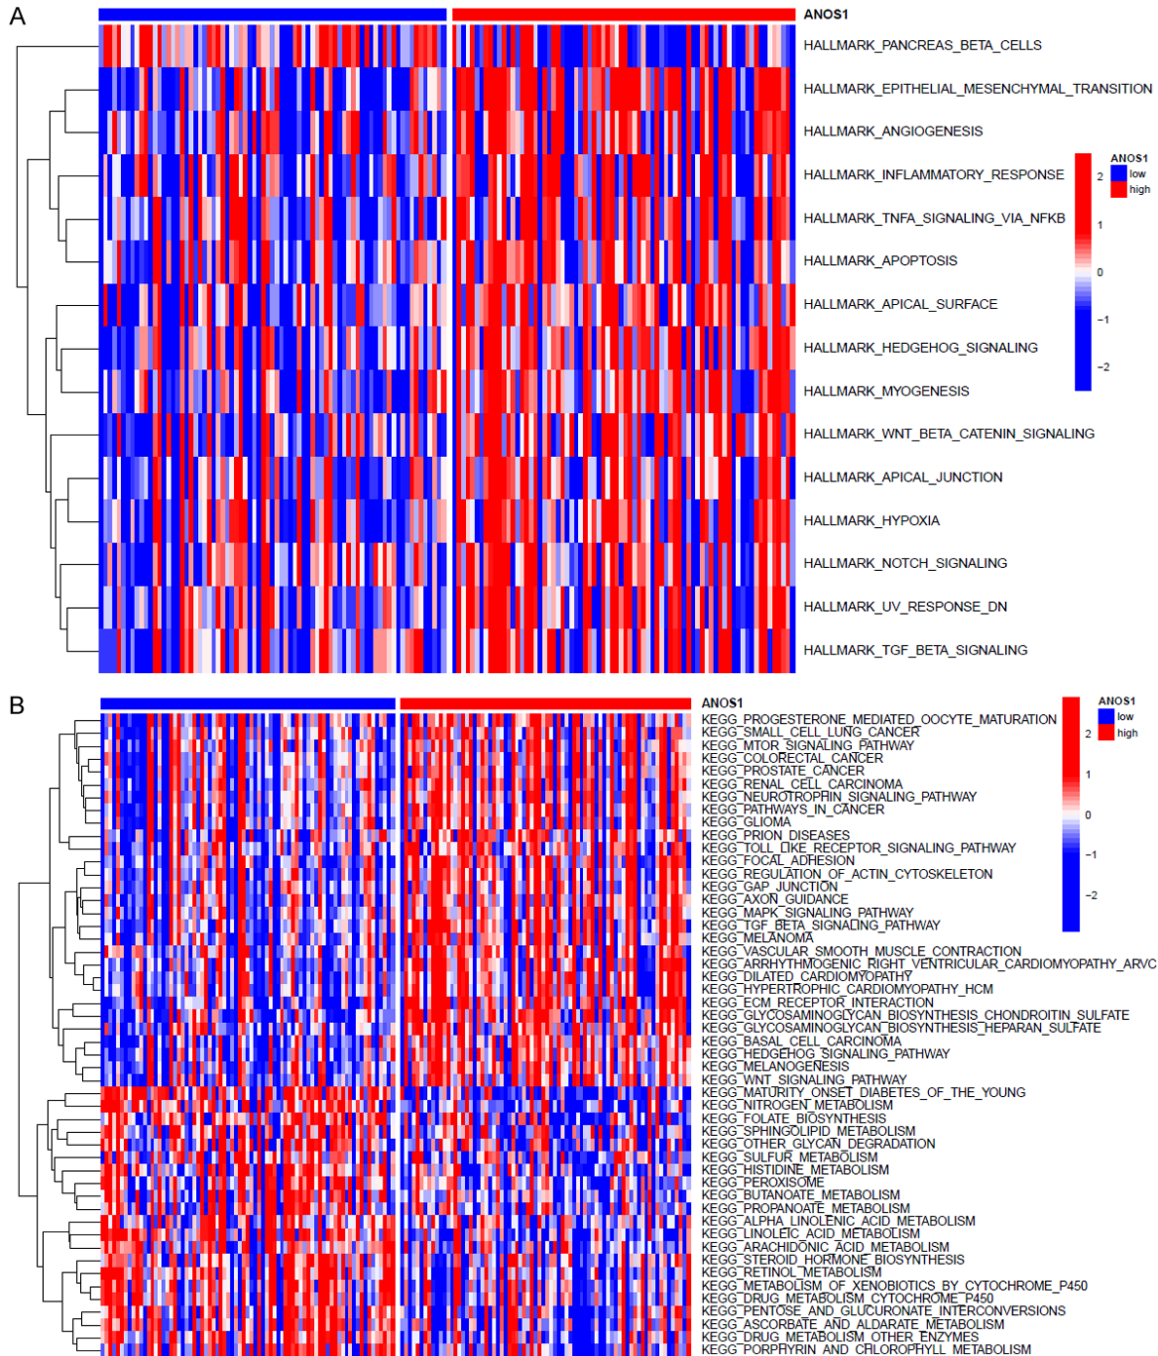 A
ANOS1
HALLMARK_PANCREAS_BETA_CELLS
HALLMARK_EPITHELIAL_MESENCHYMAL_TRANSITION
HALLMARK_ANGIOGENESIS
HALLMARK_INFLAMMATORY_RESPONSE
HALLMARK_TNFA_SIGNALING_VIA_NFKB
HALLMARK_APOPTOSIS
HALLMARK_APICAL_SURFACE
HALLMARK_HEDGEHOG_SIGNALING
HALLMARK_MYOGENESIS
HALLMARK_WNT_BETA_CATENIN_SIGNALING
HALLMARK_APICAL_JUNCTION
HALLMARK_HYPOXIA
HALLMARK_NOTCH_SIGNALING
HALLMARK_UV_RESPONSE_DN
HALLMARK_TGF_BETA_SIGNALING
2
1
0
−1
−2
ANOS1
low
high
B
ANOS1
KEGG_PROGESTERONE_MEDIATED_OOCYTE_MATURATION
KEGG_SMALL_CELL_LUNG_CANCER
KEGG_MTOR_SIGNALING_PATHWAY
KEGG_COLORECTAL_CANCER
KEGG_PROSTATE_CANCER
KEGG_RENAL_CELL_CARCINOMA
KEGG_NEUROTROPHIN_SIGNALING_PATHWAY
KEGG_PATHWAYS_IN_CANCER
KEGG_GLIOMA
KEGG_PRION_DISEASES
KEGG_TOLL_LIKE_RECEPTOR_SIGNALING_PATHWAY
KEGG_FOCAL_ADHESION
KEGG_REGULATION_OF_ACTIN_CYTOSKELETON
KEGG_GAP_JUNCTION
KEGG_AXON_GUIDANCE
KEGG_MAPK_SIGNALING_PATHWAY
KEGG_TGF_BETA_SIGNALING_PATHWAY
KEGG_MELANOMA
KEGG_VASCULAR_SMOOTH_MUSCLE_CONTRACTION
KEGG_ARRHYTHMOGENIC_RIGHT_VENTRICULAR_CARDIOMYOPATHY_ARVC
KEGG_DILATED_CARDIOMYOPATHY
KEGG_HYPERTROPHIC_CARDIOMYOPATHY_HCM
KEGG_ECM_RECEPTOR_INTERACTION
KEGG_GLYCOSAMINOGLYCAN_BIOSYNTHESIS_CHONDROITIN_SULFATE
KEGG_GLYCOSAMINOGLYCAN_BIOSYNTHESIS_HEPARAN_SULFATE
KEGG_BASAL_CELL_CARCINOMA
KEGG_HEDGEHOG_SIGNALING_PATHWAY
KEGG_MELANOGENESIS
KEGG_WNT_SIGNALING_PATHWAY
KEGG_MATURITY_ONSET_DIABETES_OF_THE_YOUNG
KEGG_NITROGEN_METABOLISM
KEGG_FOLATE_BIOSYNTHESIS
KEGG_SPHINGOLIPID_METABOLISM
KEGG_OTHER_GLYCAN_DEGRADATION
KEGG_SULFUR_METABOLISM
KEGG_HISTIDINE_METABOLISM
KEGG_PEROXISOME
KEGG_BUTANOATE_METABOLISM
KEGG_PROPANOATE_METABOLISM
KEGG_ALPHA_LINOLENIC_ACID_METABOLISM
KEGG_LINOLEIC_ACID_METABOLISM
KEGG_ARACHIDONIC_ACID_METABOLISM
KEGG_STEROID_HORMONE_BIOSYNTHESIS
KEGG_RETINOL_METABOLISM
KEGG_METABOLISM_OF_XENOBIOTICS_BY_CYTOCHROME_P450
KEGG_DRUG_METABOLISM_CYTOCHROME_P450
KEGG_PENTOSE_AND_GLUCURONATE_INTERCONVERSIONS
KEGG_ASCORBATE_AND_ALDARATE_METABOLISM
KEGG_DRUG_METABOLISM_OTHER_ENZYMES
KEGG_PORPHYRIN_AND_CHLOROPHYLL_METABOLISM
2
1
0
−1
−2
ANOS1
low
high